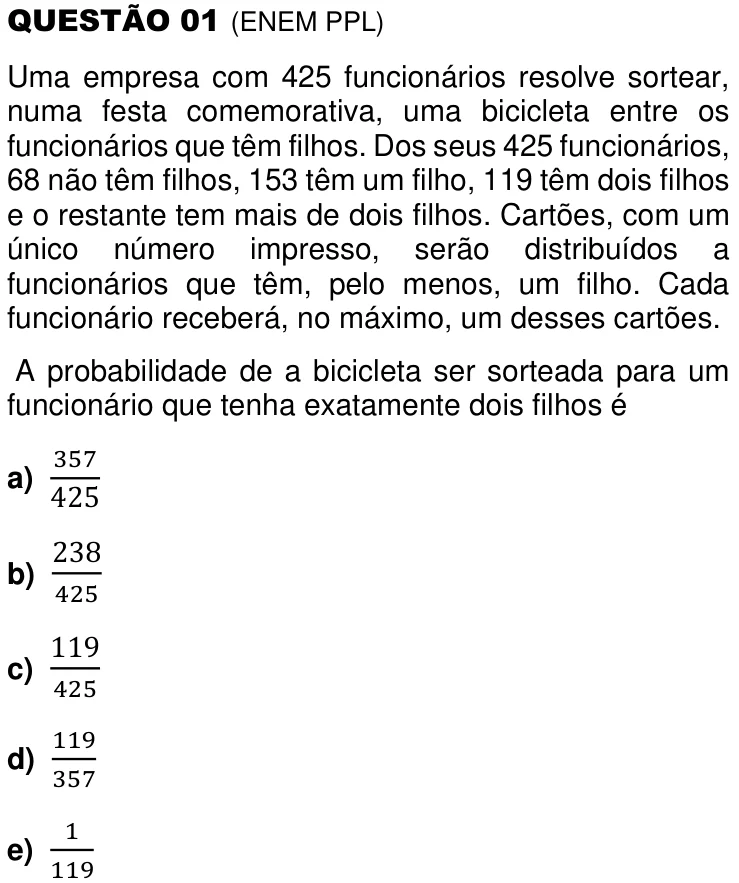 QUESTÃO 01 (ENEM PPL)
Uma empresa com 425 funcionários resolve sortear,
numa festa comemorativa, uma bicicleta entre os
funcionários que têm filhos. Dos seus 425 funcionários,
68 não têm filhos, 153 têm um filho, 119 têm dois filhos
e o restante tem mais de dois filhos. Cartões, com um
único número impresso, serão distribuídos a
funcionários que têm, pelo menos, um filho. Cada
funcionário receberá, no máximo, um desses cartões.
A probabilidade de a bicicleta ser sorteada para um
funcionário que tenha exatamente dois filhos é
a) 357/425
b) 238/425
c) 119/425
d) 119/357
e) 1/119